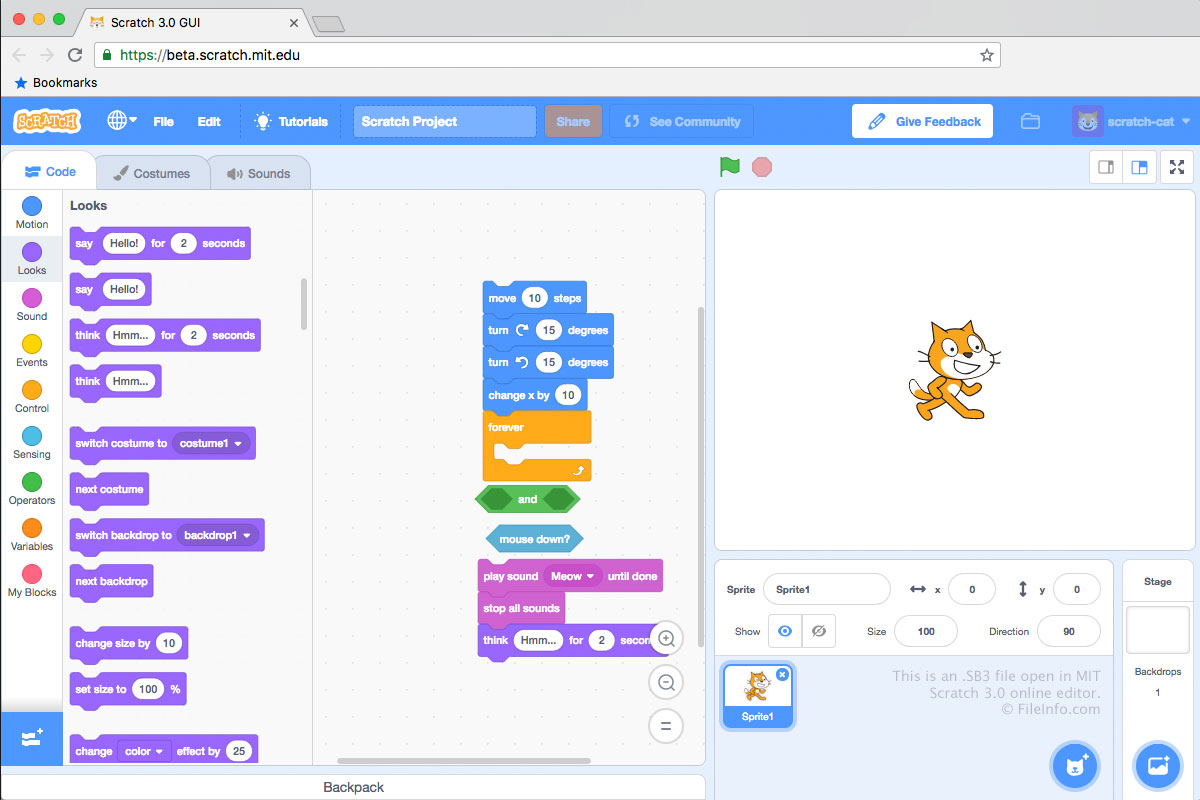 Scratch 3.0 GUI
https://beta.scratch.mit.edu
Bookmarks
SCRATCH File Edit Tutorials Scratch Project Share See Community Give Feedback scratch-cat
Code Costumes Sounds
Motion
Looks
Sound
Events
Control
Sensing
Operators
Variables
My Blocks
Looks
say Hello! for 2 seconds
say Hello!
think Hmm... for 2 seconds
think Hmm...
switch costume to costume1
next costume
switch backdrop to backdrop1
next backdrop
change size by 10
set size to 100 %
change color effect by 25
move 10 steps
turn 15 degrees
turn 15 degrees
change x by 10
forever
and
mouse down?
play sound Meow until done
stop all sounds
think Hmm... for 2 secon
Backpack
Sprite Sprite1 x 0 y 0
Show Size 100 Direction 90
Sprite1
This is an .SB3 file open in MIT
Scratch 3.0 online editor.
© FileInfo.com
Stage
Backdrops
1